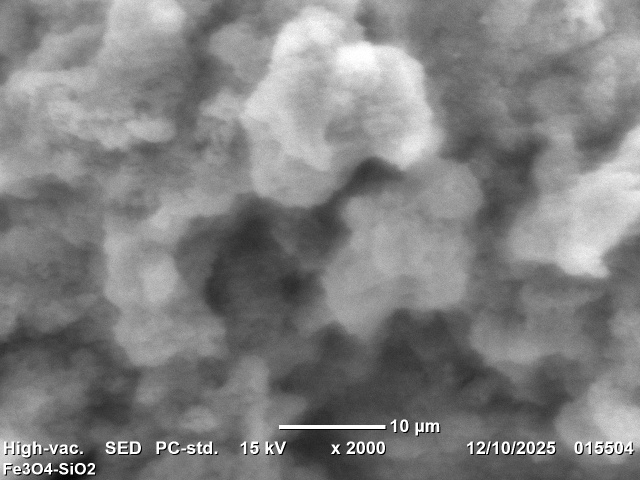 10 µm
High-vac. SED PC-std. 15 kV x 2000 12/10/2025 015504
Fe3O4-SiO2